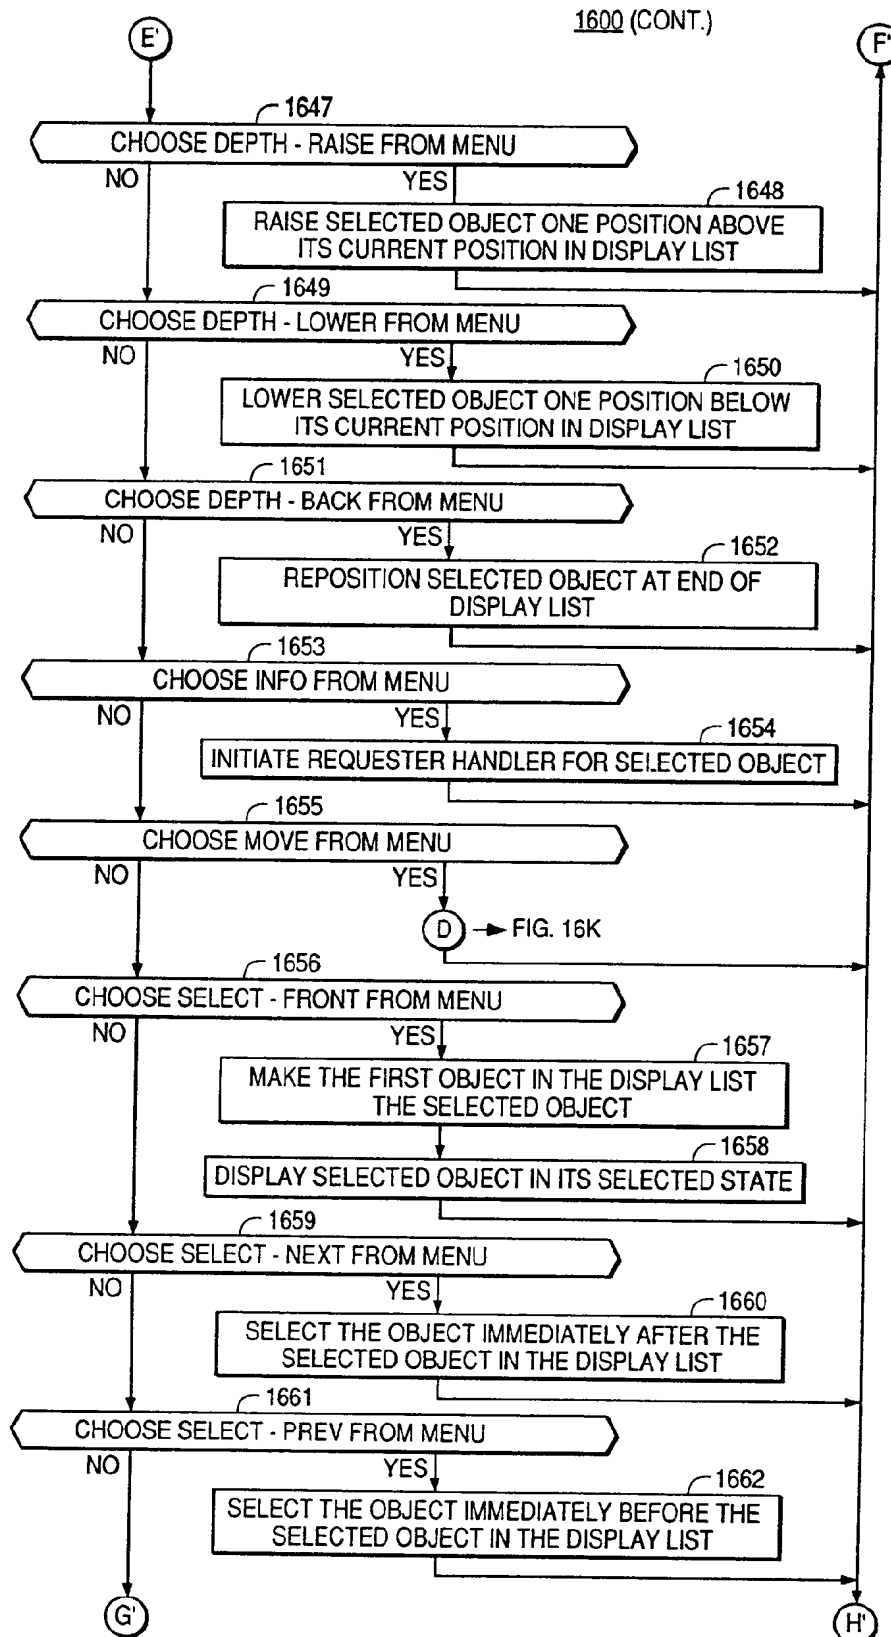 1600 (CONT.)
E'
F'
1647
CHOOSE DEPTH - RAISE FROM MENU
NO
YES
1648
RAISE SELECTED OBJECT ONE POSITION ABOVE
ITS CURRENT POSITION IN DISPLAY LIST
1649
CHOOSE DEPTH - LOWER FROM MENU
NO
YES
1650
LOWER SELECTED OBJECT ONE POSITION BELOW
ITS CURRENT POSITION IN DISPLAY LIST
1651
CHOOSE DEPTH - BACK FROM MENU
NO
YES
1652
REPOSITION SELECTED OBJECT AT END OF
DISPLAY LIST
1653
CHOOSE INFO FROM MENU
NO
YES
1654
INITIATE REQUESTER HANDLER FOR SELECTED OBJECT
1655
CHOOSE MOVE FROM MENU
NO
YES
D
FIG. 16K
1656
CHOOSE SELECT - FRONT FROM MENU
NO
YES
1657
MAKE THE FIRST OBJECT IN THE DISPLAY LIST
THE SELECTED OBJECT
1658
DISPLAY SELECTED OBJECT IN ITS SELECTED STATE
1659
CHOOSE SELECT - NEXT FROM MENU
NO
YES
1660
SELECT THE OBJECT IMMEDIATELY AFTER THE
SELECTED OBJECT IN THE DISPLAY LIST
1661
CHOOSE SELECT - PREV FROM MENU
NO
YES
1662
SELECT THE OBJECT IMMEDIATELY BEFORE THE
SELECTED OBJECT IN THE DISPLAY LIST
G'
H'